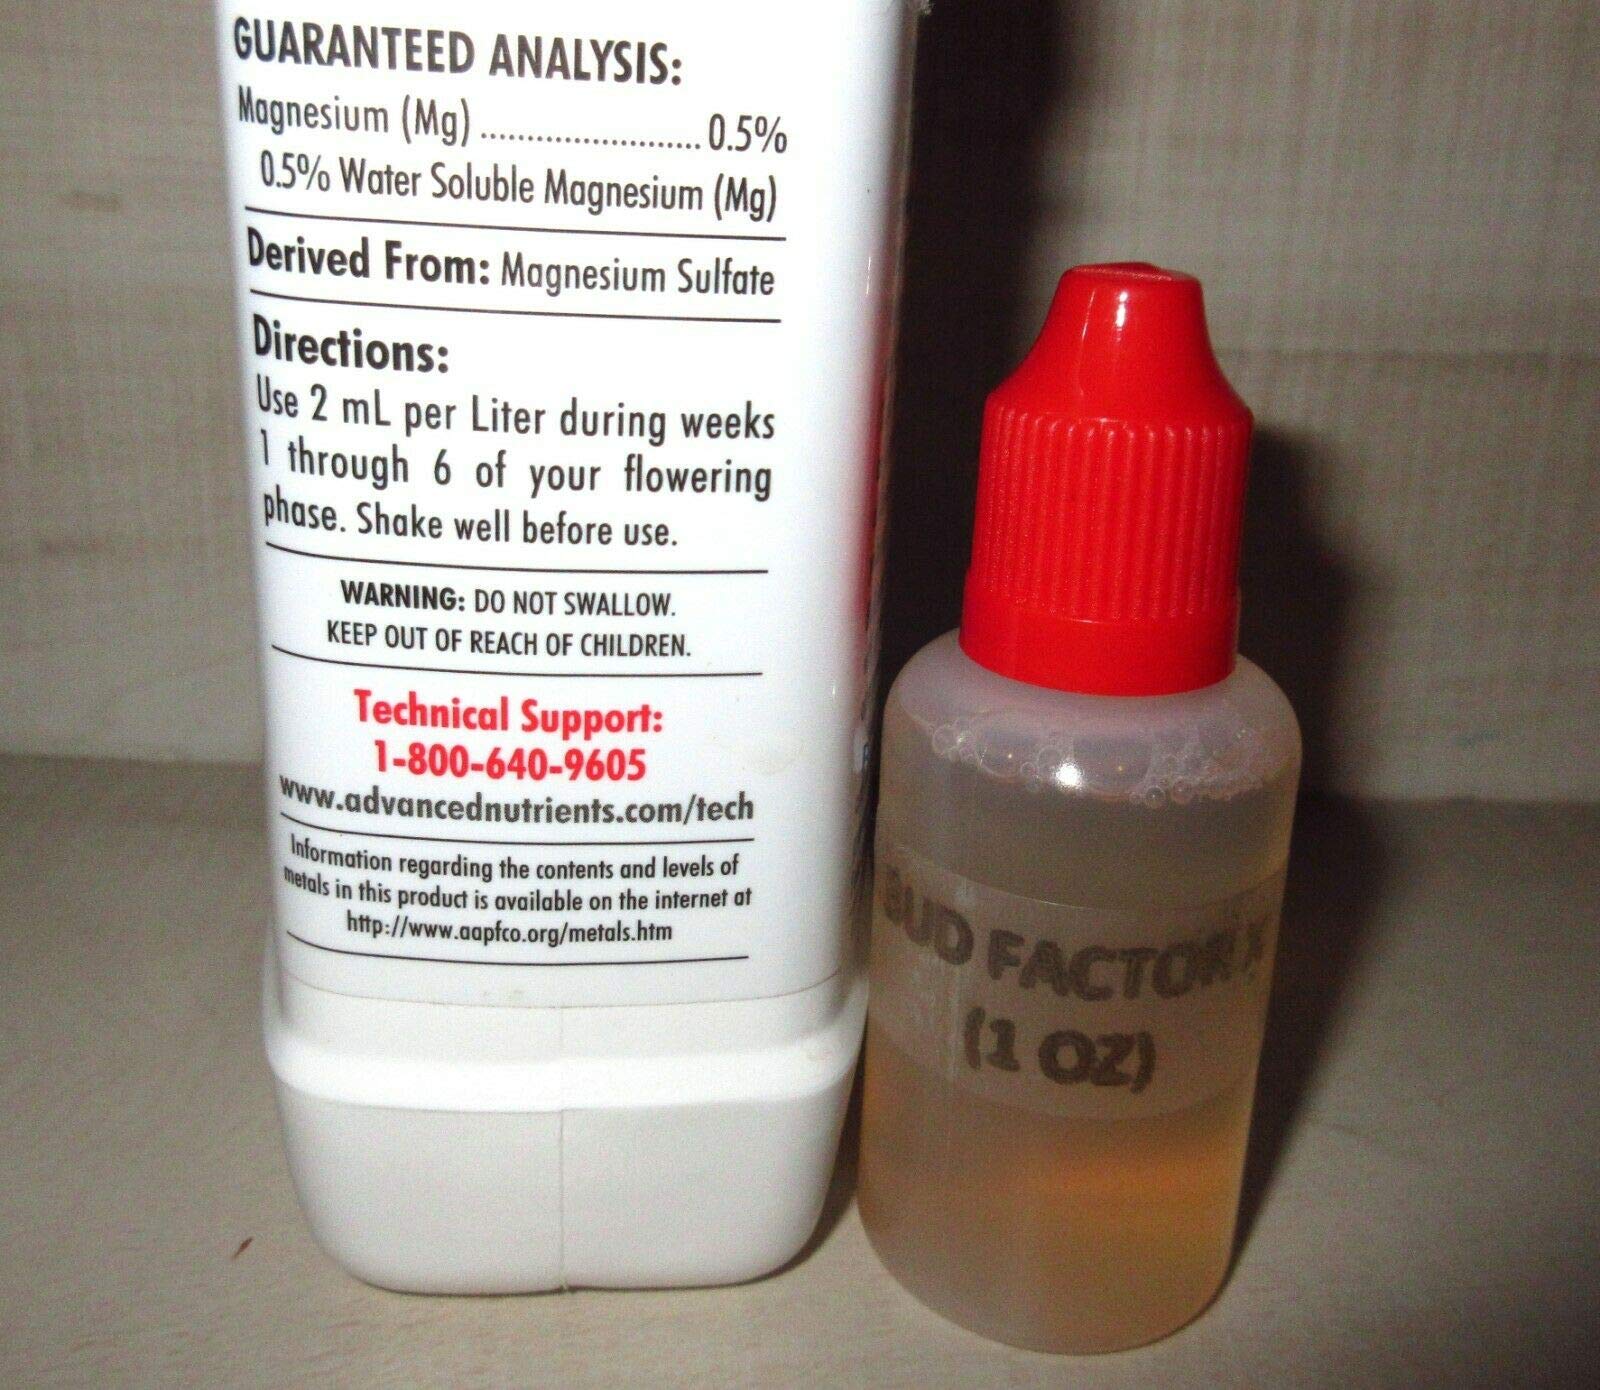 GUARANTEED ANALYSIS:
Magnesium (Mg) ........................ 0.5%
0.5% Water Soluble Magnesium (Mg)
Derived From: Magnesium Sulfate
Directions:
Use 2 mL per Liter during weeks
1 through 6 of your flowering
phase. Shake well before use.
WARNING: DO NOT SWALLOW.
KEEP OUT OF REACH OF CHILDREN.
Technical Support:
1-800-640-9605
www.advancednutrients.com/tech
Information regarding the contents and levels of
metals in this product is available on the internet at
http://www.aapfco.org/metals.htm
BUD FACTOR X
(1 OZ)